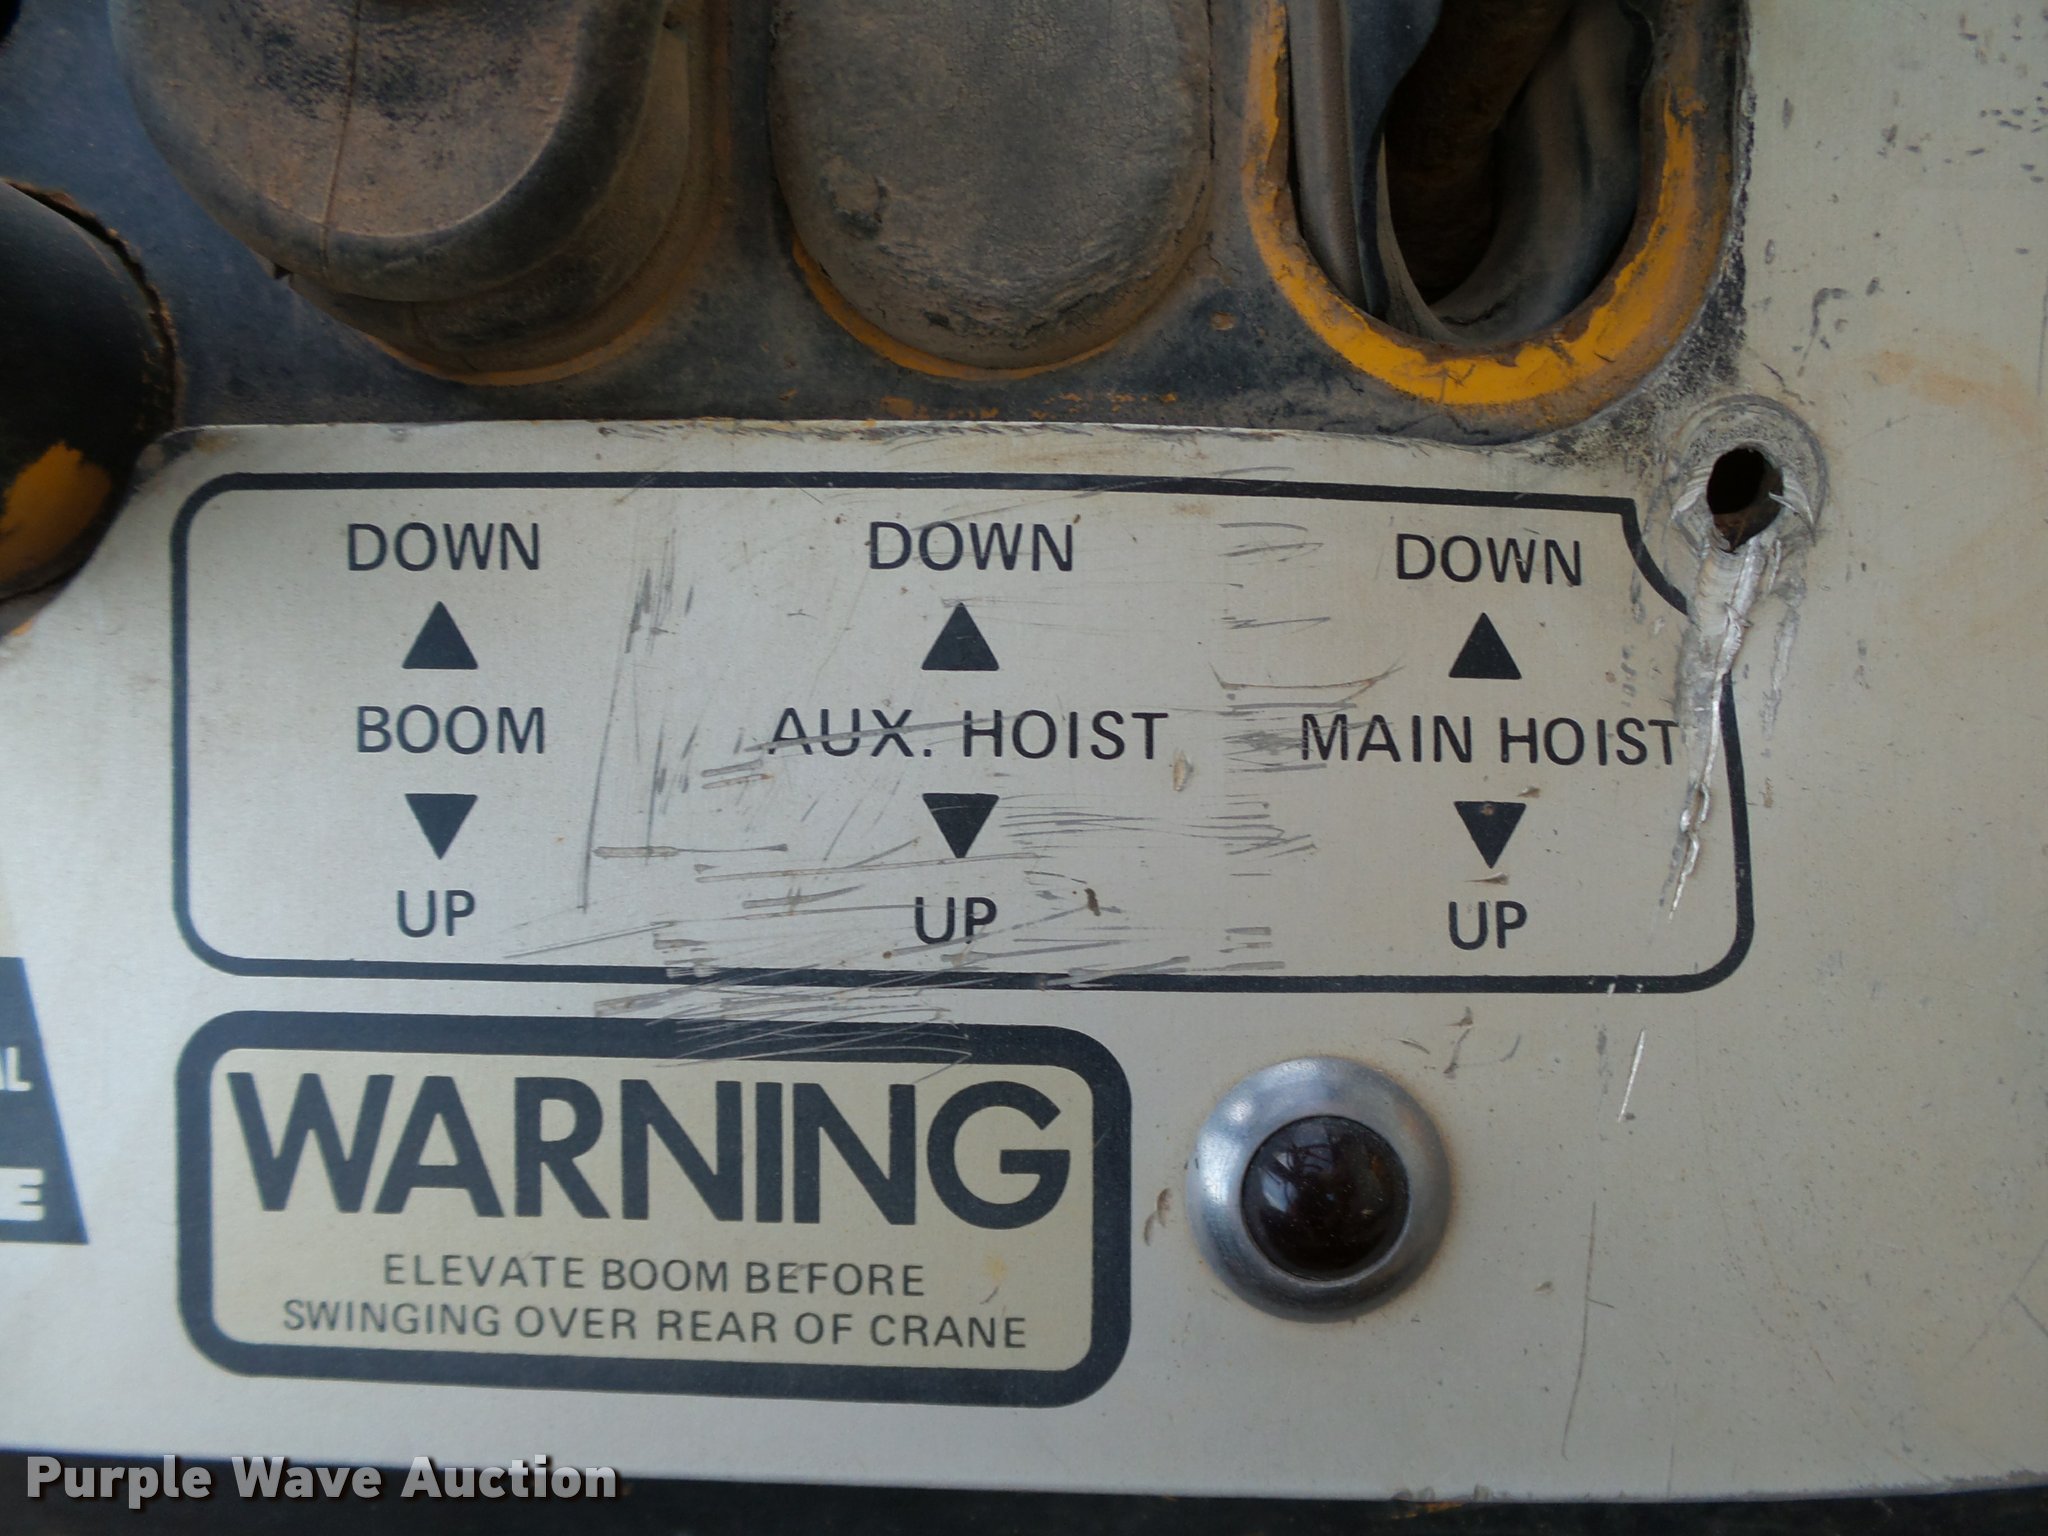 DOWN DOWN DOWN
BOOM AUX. HOIST MAIN HOIST
UP UP UP
WARNING
ELEVATE BOOM BEFORE
SWINGING OVER REAR OF CRANE
Purple Wave Auction